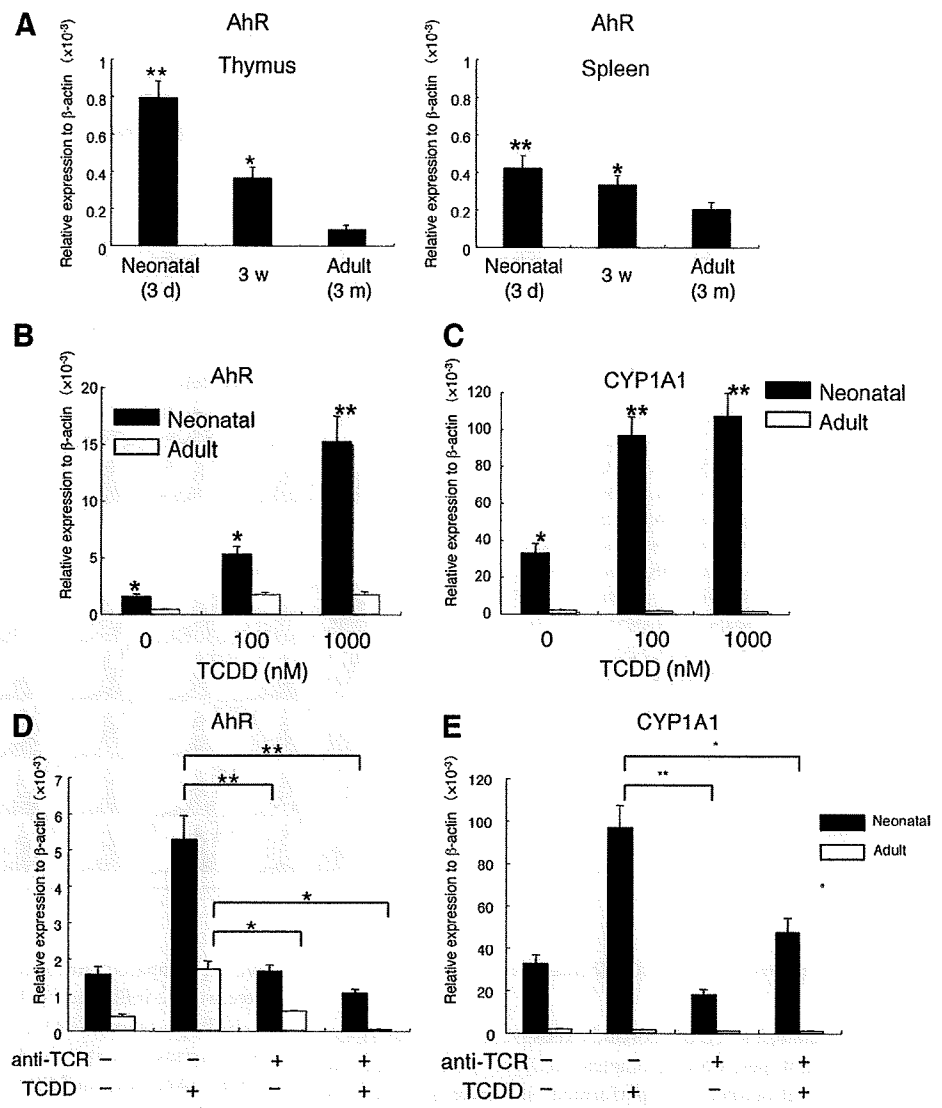 A
AhR
Thymus
Relative expression to β-actin (×10⁻³)
1
0.8
0.6
0.4
0.2
0
**
*
Neonatal (3 d)
3 w
Adult (3 m)
AhR
Spleen
Relative expression to β-actin (×10⁻³)
1
0.8
0.6
0.4
0.2
0
**
*
Neonatal (3 d)
3 w
Adult (3 m)
B
AhR
Relative expression to β-actin (×10⁻³)
20
15
10
5
0
Neonatal
Adult
*
*
**
0 100 1000
TCDD (nM)
C
CYP1A1
Relative expression to β-actin (×10⁻³)
120
100
80
60
40
20
0
*
**
**
Neonatal
Adult
0 100 1000
TCDD (nM)
D
AhR
Relative expression to β-actin (×10⁻³)
7
6
5
4
3
2
1
0
**
**
*
*
anti-TCR – – + +
TCDD – + – +
E
CYP1A1
Relative expression to β-actin (×10⁻³)
120
100
80
60
40
20
0
*
**
Neonatal
Adult
*
anti-TCR – – + +
TCDD – + – +